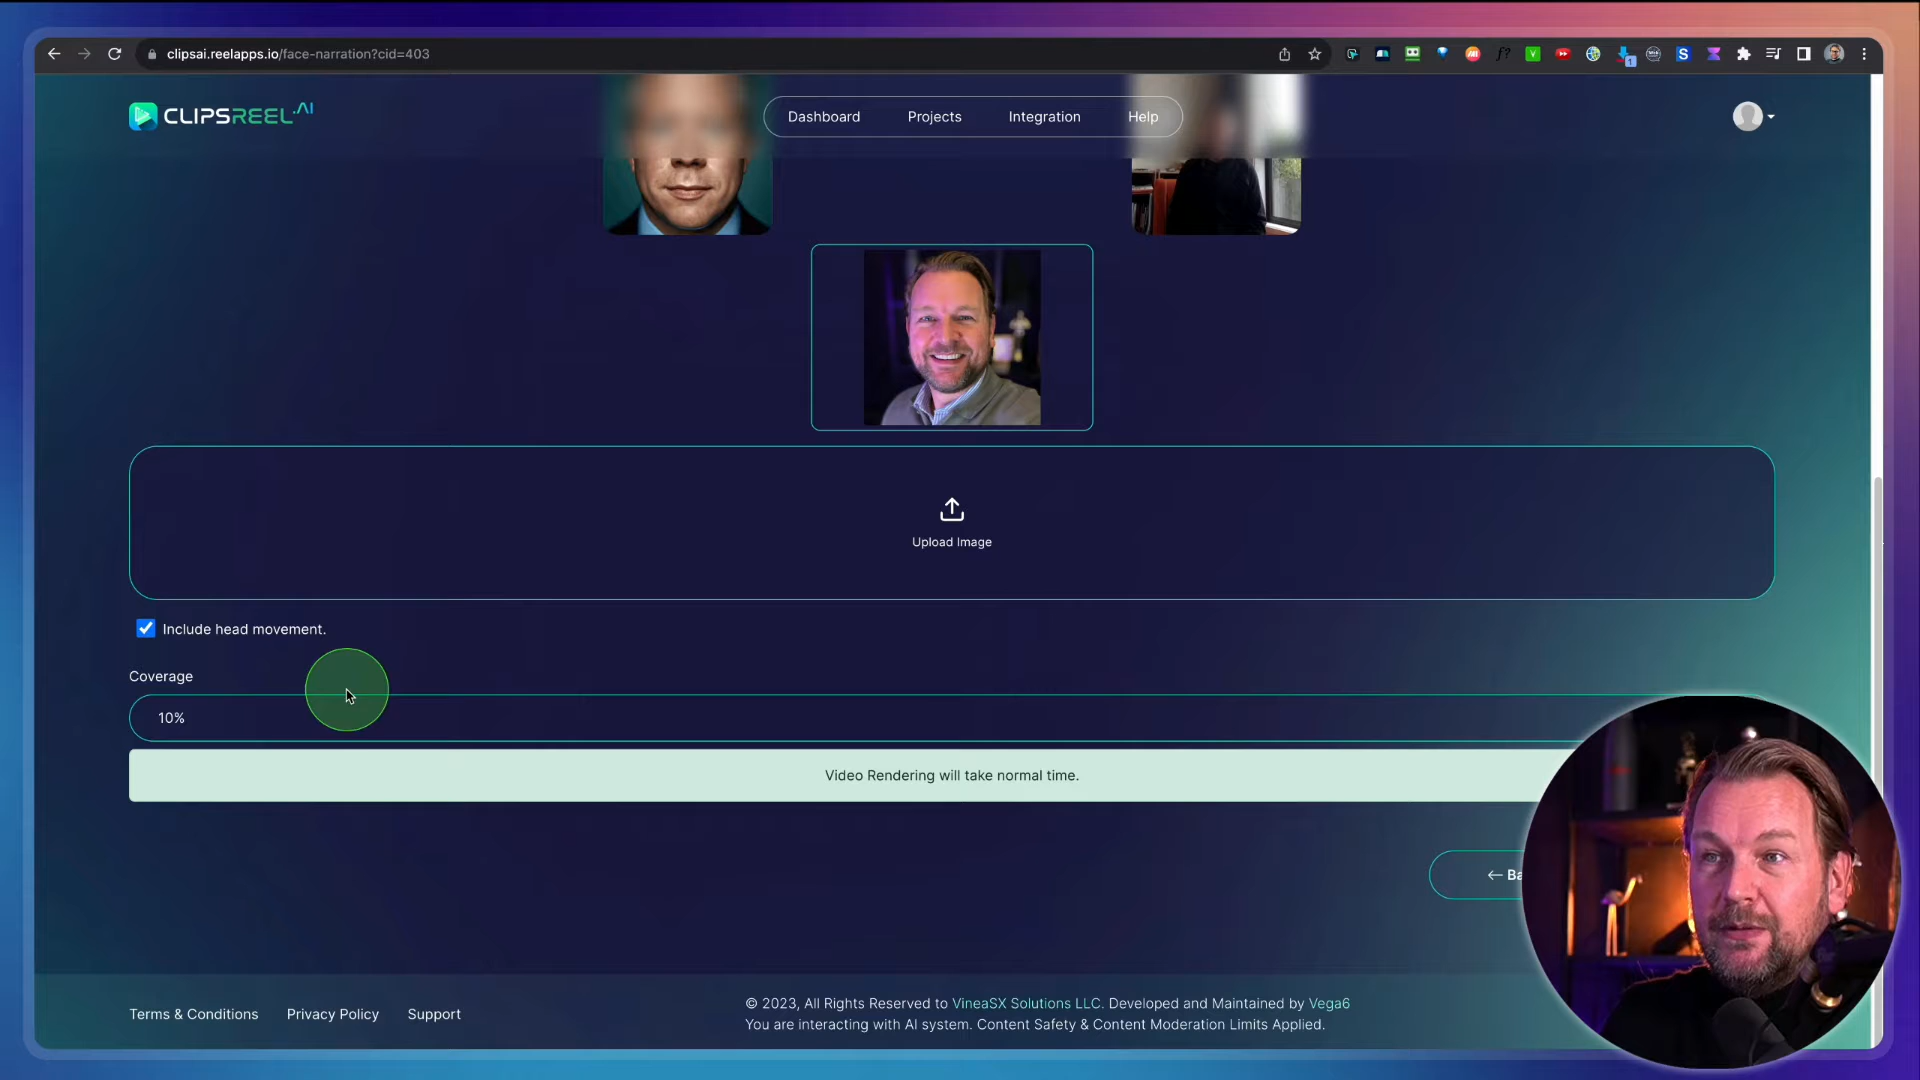 clipsai.reelapps.io/face-narration?cid=403
CLIPSREEL.AI
Dashboard
Projects
Integration
Help
Upload Image
Include head movement.
Coverage
10%
Video Rendering will take normal time.
← Ba
Terms & Conditions
Privacy Policy
Support
© 2023, All Rights Reserved to VineaSX Solutions LLC. Developed and Maintained by Vega6
You are interacting with AI system. Content Safety & Content Moderation Limits Applied.